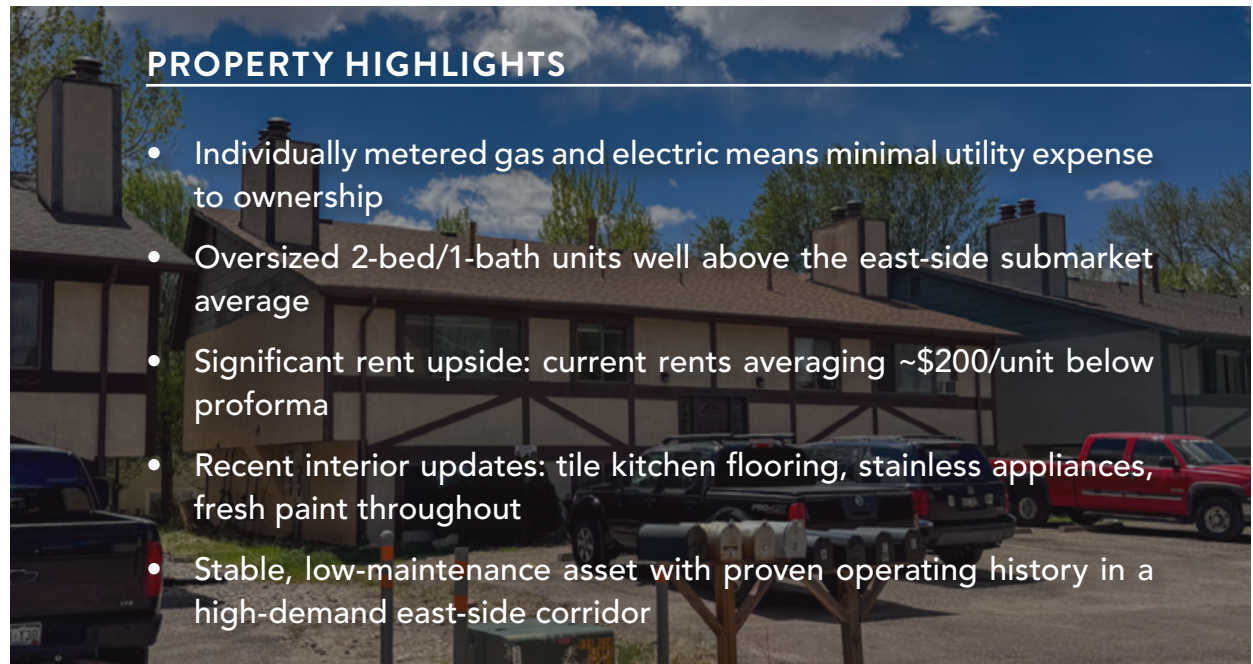 PROPERTY HIGHLIGHTS
• Individually metered gas and electric means minimal utility expense
to ownership
• Oversized 2-bed/1-bath units well above the east-side submarket
average
• Significant rent upside: current rents averaging ~$200/unit below
proforma
• Recent interior updates: tile kitchen flooring, stainless appliances,
fresh paint throughout
• Stable, low-maintenance asset with proven operating history in a
high-demand east-side corridor